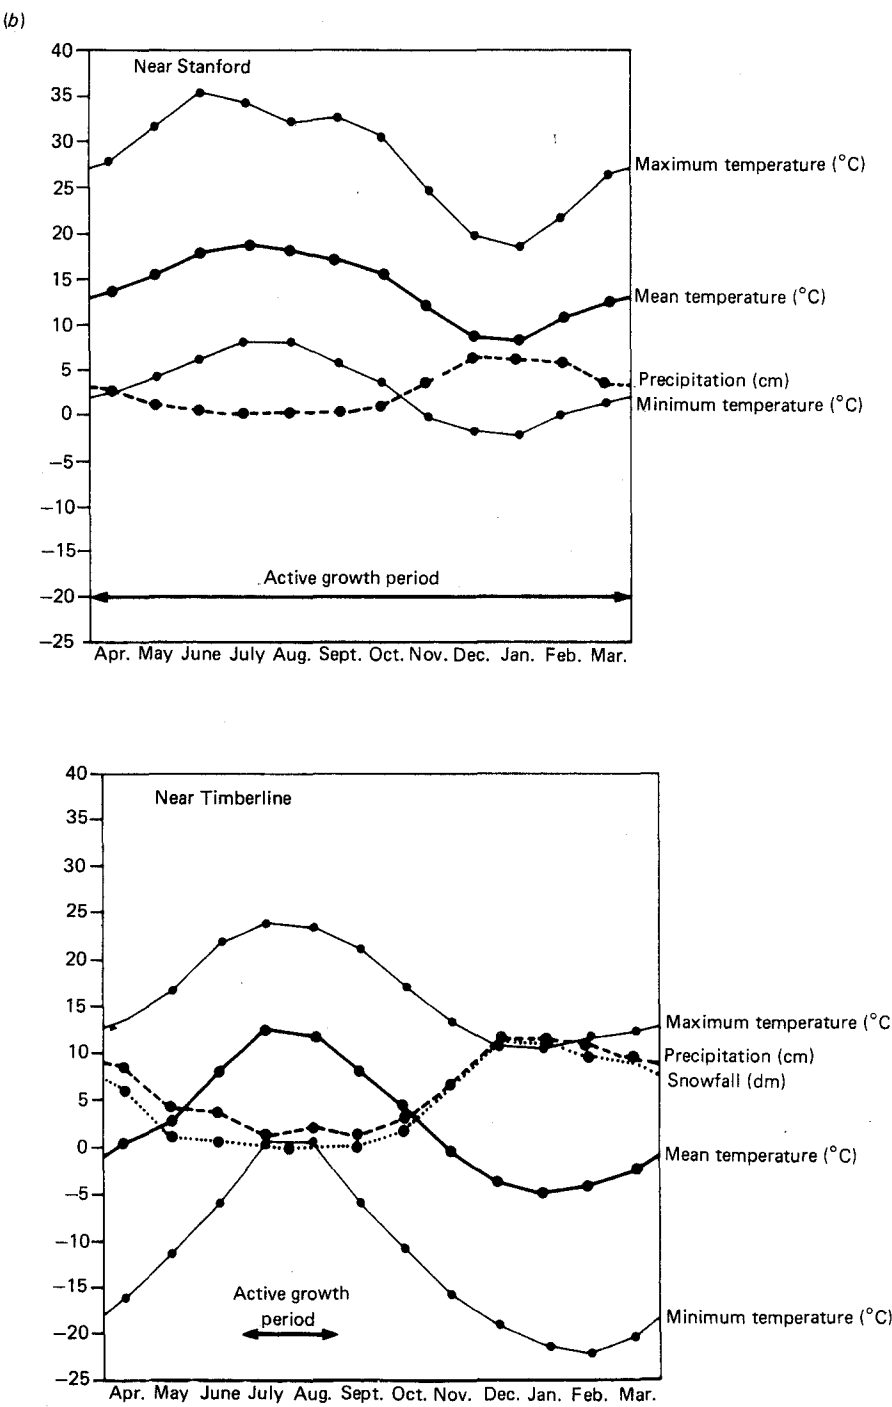 (b)
40
Near Stanford
35
30
Maximum temperature (°C)
25
20
15
Mean temperature (°C)
10
5
Precipitation (cm)
0
Minimum temperature (°C)
−5
−10
−15
Active growth period
−20
−25
Apr. May June July Aug. Sept. Oct. Nov. Dec. Jan. Feb. Mar.
40
Near Timberline
35
30
25
20
15
Maximum temperature (°C
10
Precipitation (cm)
Snowfall (dm)
5
0
Mean temperature (°C)
−5
−10
−15
Active growth
period
Minimum temperature (°C)
−20
−25
Apr. May June July Aug. Sept. Oct. Nov. Dec. Jan. Feb. Mar.